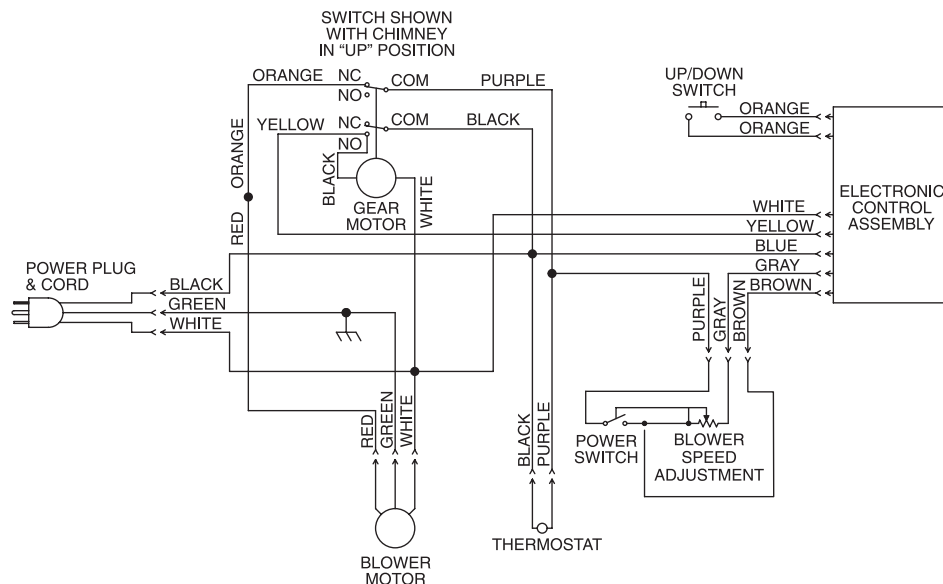 SWITCH SHOWN
WITH CHIMNEY
IN “UP” POSITION
ORANGE
NC
COM
PURPLE
NO
YELLOW
NC
COM
BLACK
NO
ORANGE
BLACK
WHITE
GEAR
MOTOR
RED
UP/DOWN
SWITCH
ORANGE
ORANGE
WHITE
YELLOW
BLUE
GRAY
BROWN
ELECTRONIC
CONTROL
ASSEMBLY
POWER PLUG
& CORD
BLACK
GREEN
WHITE
PURPLE
GRAY
BROWN
RED
GREEN
WHITE
BLACK
PURPLE
POWER
SWITCH
BLOWER
SPEED
ADJUSTMENT
BLOWER
MOTOR
THERMOSTAT